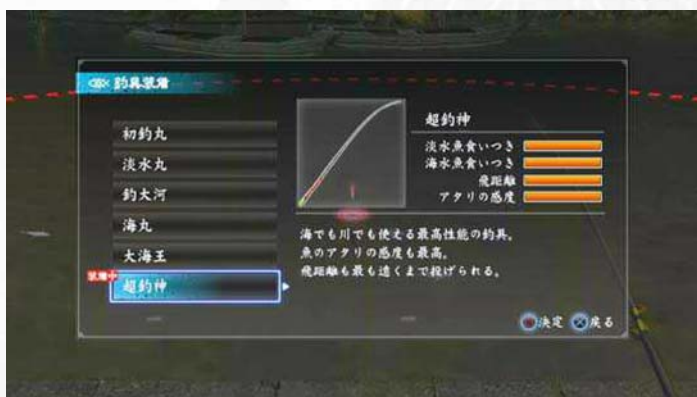 釣具装備
初釣丸
淡水丸
釣大河
海丸
大海王
装備中
超釣神
超釣神
淡水魚食いつき
海水魚食いつき
飛距離
アタリの感度
海でも川でも使える最高性能の釣具。
魚のアタリの感度も最高。
飛距離も最も遠くまで投げられる。
決定 戻る